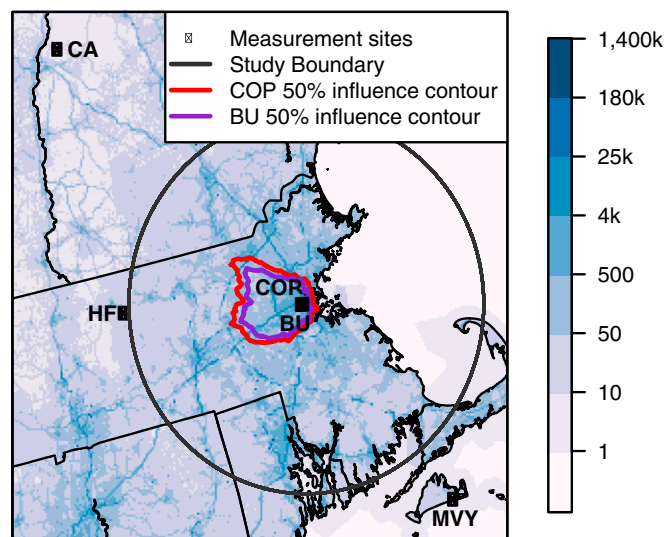 Measurement sites
Study Boundary
COP 50% influence contour
BU 50% influence contour
CA
HF
COP
BU
MVY
1,400k
180k
25k
4k
500
50
10
1